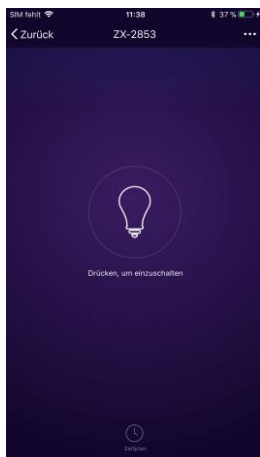 SIM fehlt 11:38 37 %
Zurück ZX-2853
Drücken, um einzuschalten
Zeitplan